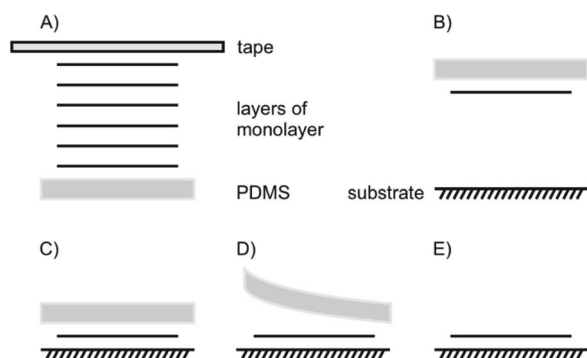 A)
tape
layers of
monolayer
PDMS
B)
substrate
C)
D)
E)